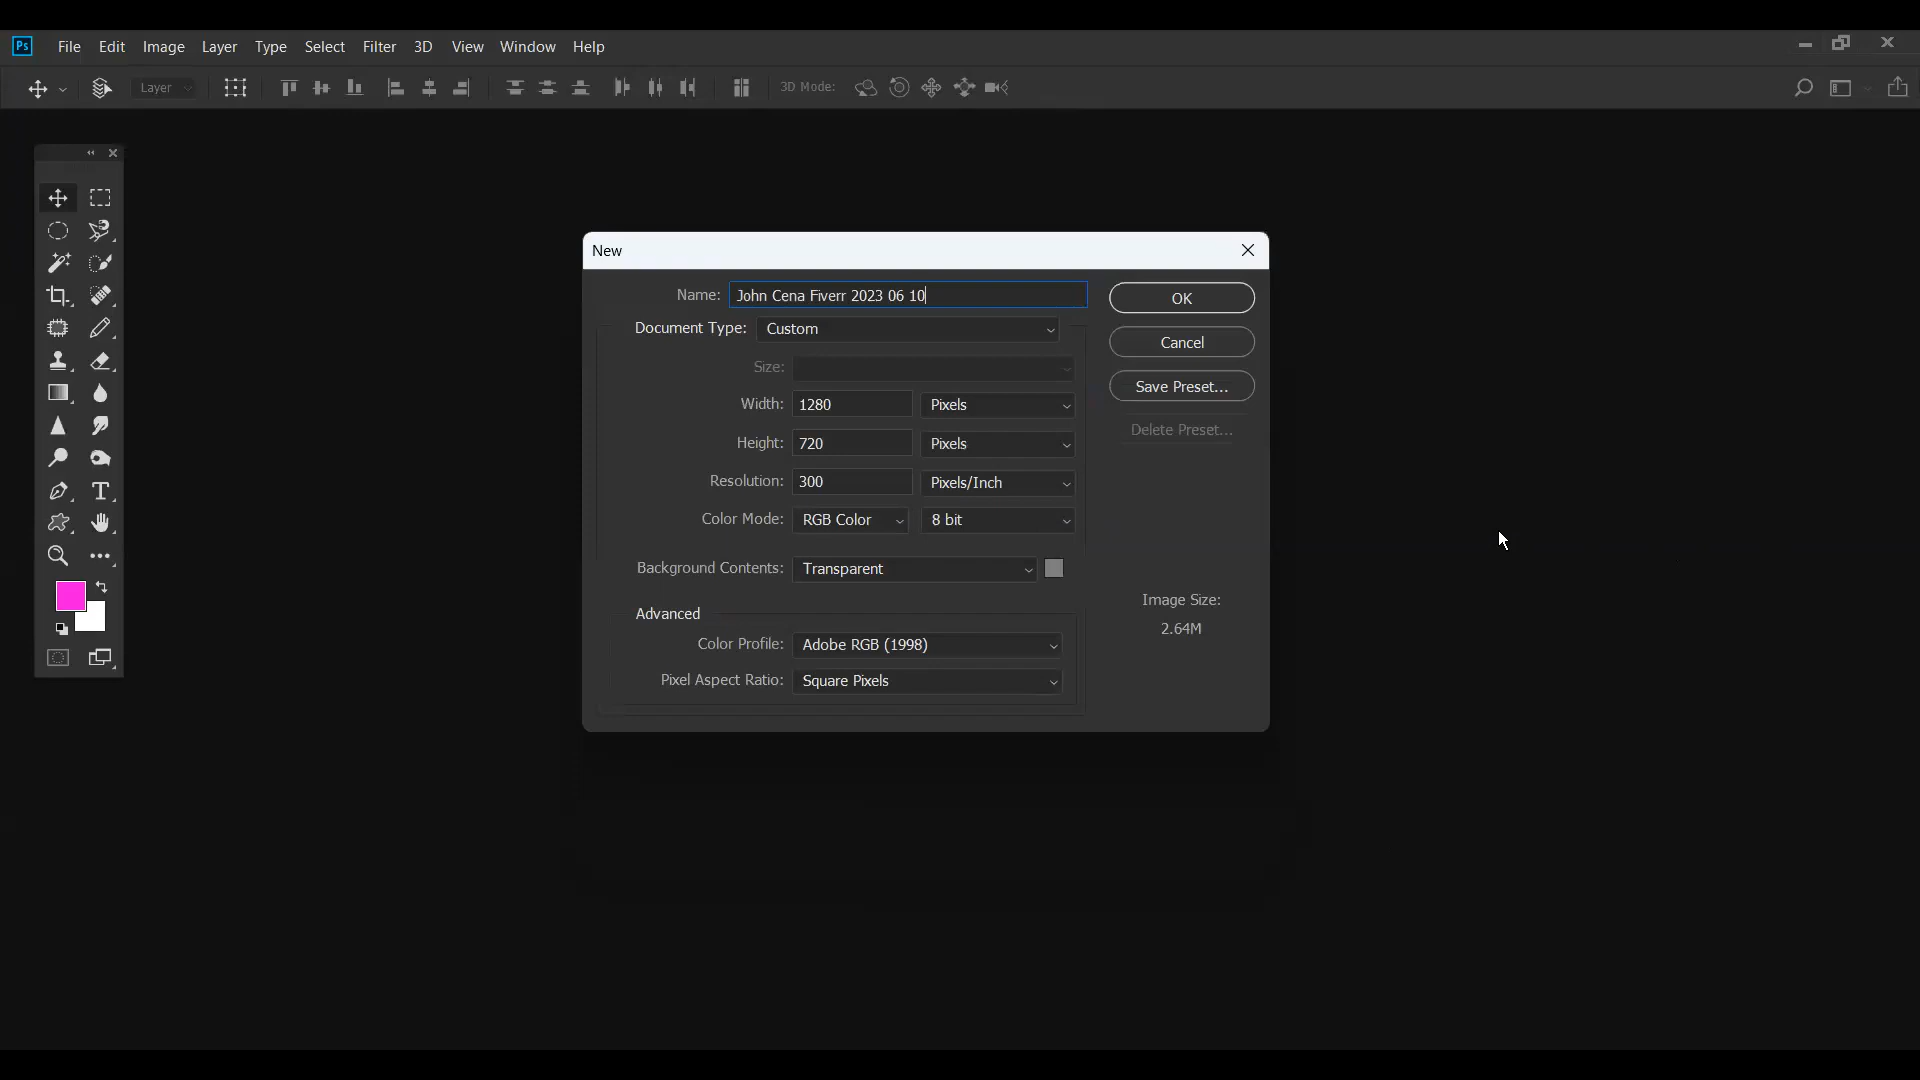 Ps File Edit Image Layer Type Select Filter 3D View Window Help
Layer 3D Mode:
New
Name: John Cena Fiverr 2023 06 10
OK
Document Type: Custom
Cancel
Size:
Save Preset...
Width: 1280 Pixels
Delete Preset...
Height: 720 Pixels
Resolution: 300 Pixels/Inch
Color Mode: RGB Color 8 bit
Background Contents: Transparent
Image Size:
2.64M
Advanced
Color Profile: Adobe RGB (1998)
Pixel Aspect Ratio: Square Pixels